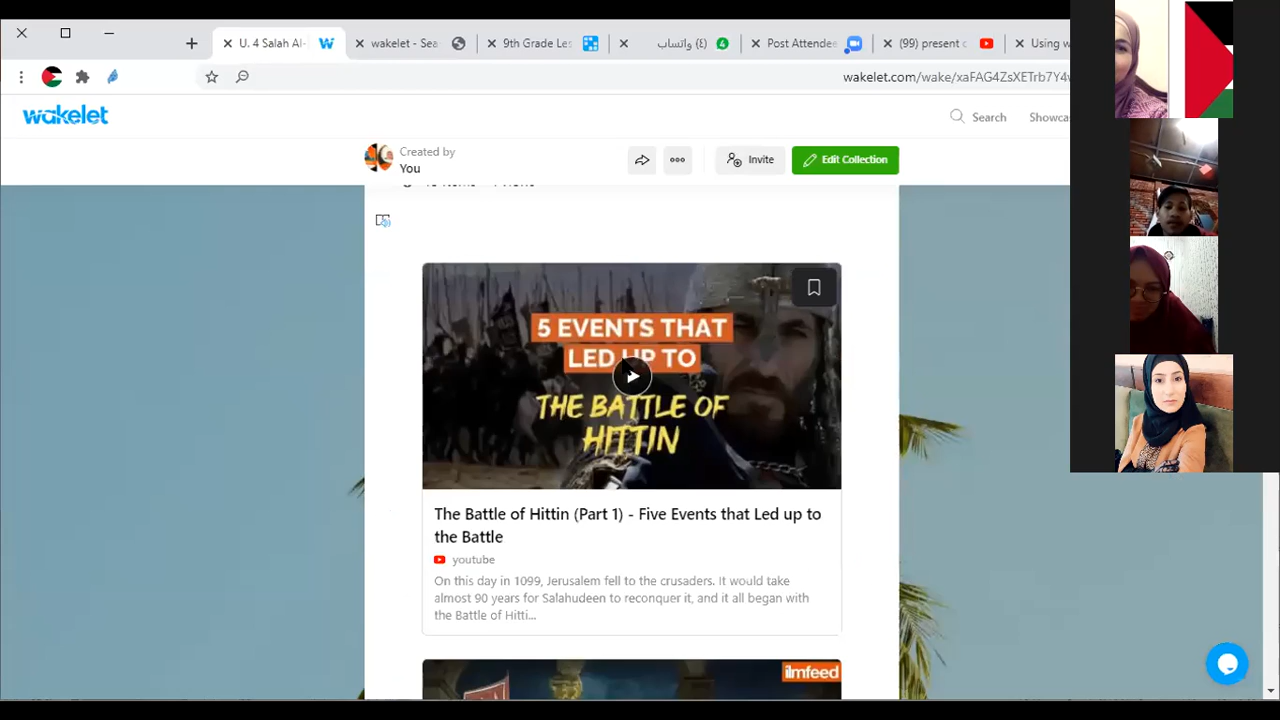 U. 4 Salah Al-
wakelet - Sea
9th Grade Les
(٤) واتساب
4
Post Attendee
(99) present c
Using w
wakelet.com/wake/xaFAG4ZsXETrb7Y4
wakelet
Search
Showca
Created by
You
Invite
Edit Collection
5 EVENTS THAT
LED UP TO
THE BATTLE OF
HITTIN
The Battle of Hittin (Part 1) - Five Events that Led up to
the Battle
youtube
On this day in 1099, Jerusalem fell to the crusaders. It would take
almost 90 years for Salahudeen to reconquer it, and it all began with
the Battle of Hitti...
ilmfeed